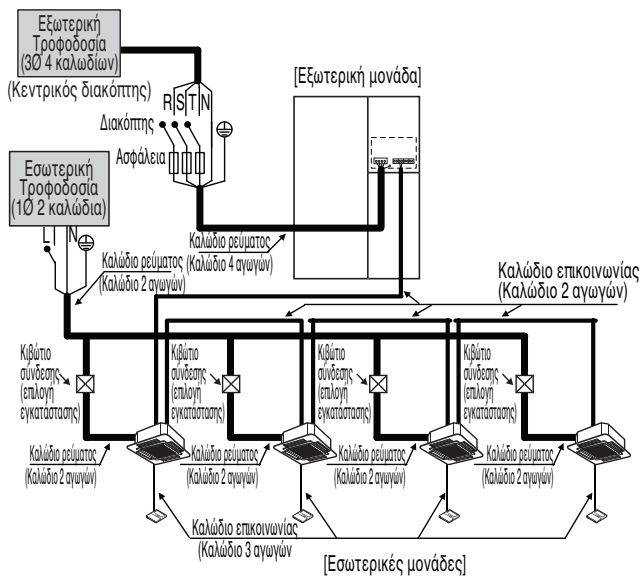 Εξωτερική
Τροφοδοσία
(3Ø 4 καλωδίων)
(Κεντρικός διακόπτης)
[Εξωτερική μονάδα]
R S T N
Διακόπτης
Ασφάλεια
Εσωτερική
Τροφοδοσία
(1Ø 2 καλώδια)
L N
Καλώδιο ρεύματος
(Καλώδιο 4 αγωγών)
Καλώδιο ρεύματος
(Καλώδιο 2 αγωγών)
Καλώδιο επικοινωνίας
(Καλώδιο 2 αγωγών)
Κιβώτιο
σύνδεσης
(επιλογή
εγκατάστασης)
Κιβώτιο
σύνδεσης
(επιλογή
εγκατάστασης)
Κιβώτιο
σύνδεσης
(επιλογή
εγκατάστασης)
Κιβώτιο
σύνδεσης
(επιλογή
εγκατάστασης)
Καλώδιο ρεύματος
(Καλώδιο 2 αγωγών)
Καλώδιο ρεύματος
(Καλώδιο 2 αγωγών)
Καλώδιο ρεύματος
(Καλώδιο 2 αγωγών)
Καλώδιο ρεύματος
(Καλώδιο 2 αγωγών)
Καλώδιο επικοινωνίας
(Καλώδιο 3 αγωγών
[Εσωτερικές μονάδες]